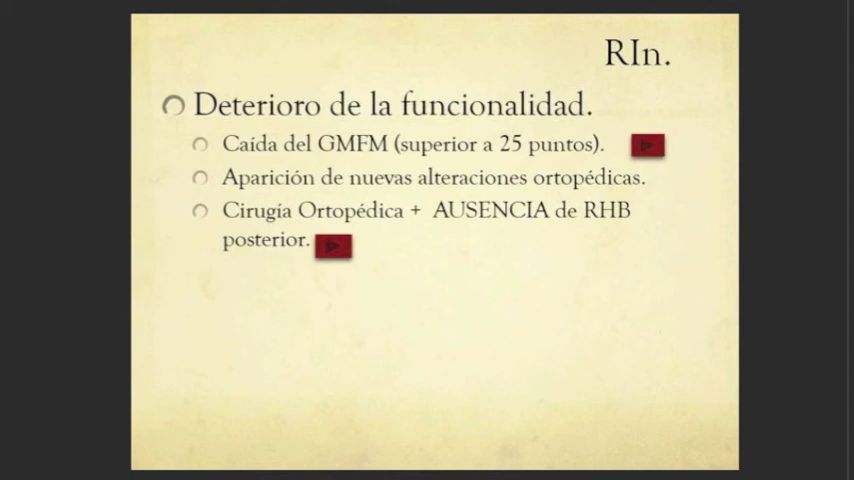 RIn.
Deterioro de la funcionalidad.
Caída del GMFM (superior a 25 puntos).
Aparición de nuevas alteraciones ortopédicas.
Cirugía Ortopédica + AUSENCIA de RHB
posterior.